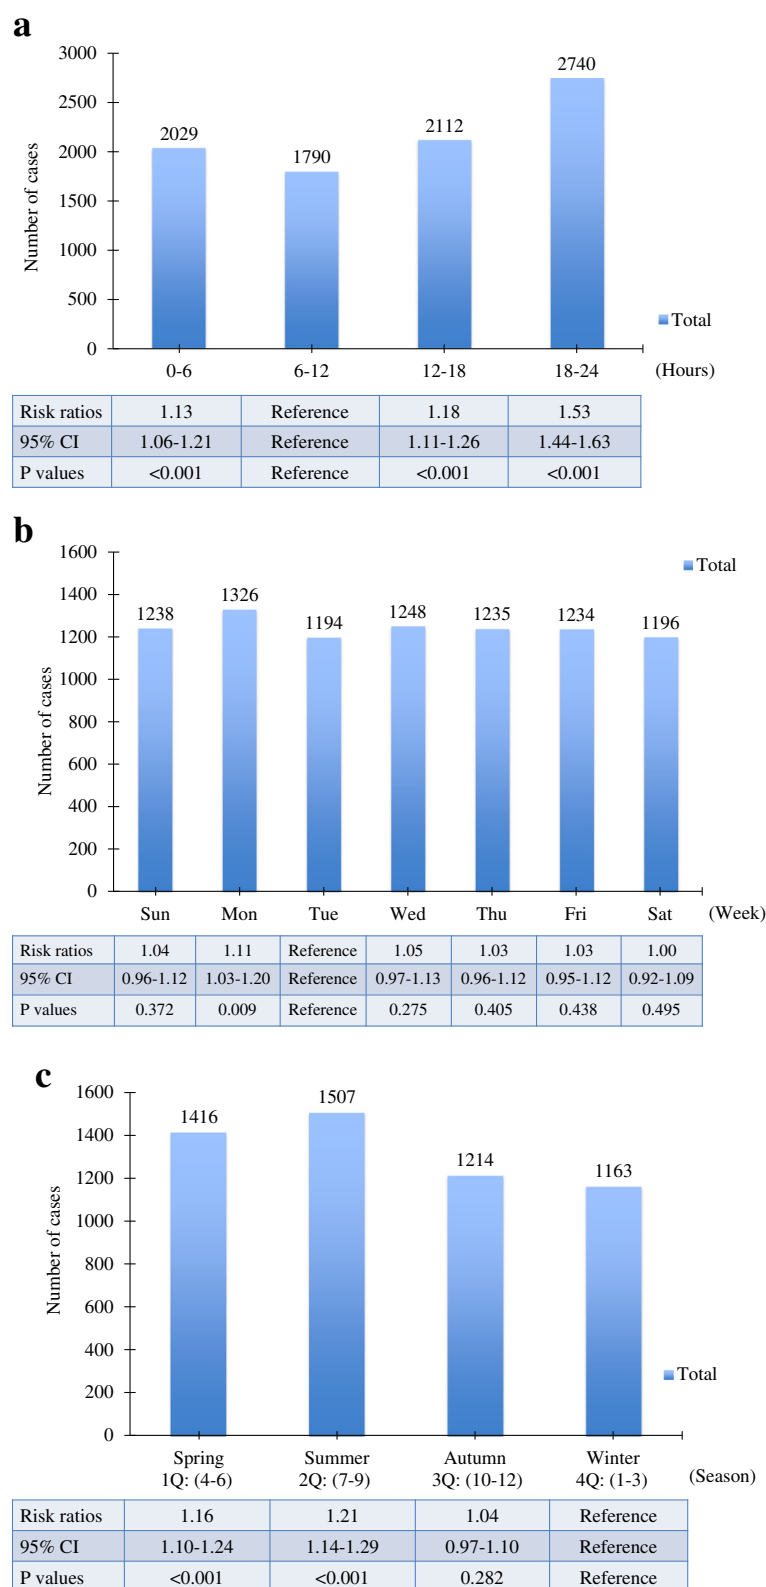 a
3000
2500
2000
1500
1000
500
0
Number of cases
2029
1790
2112
2740
Total
0-6 6-12 12-18 18-24 (Hours)
Risk ratios 1.13 Reference 1.18 1.53
95% CI 1.06-1.21 Reference 1.11-1.26 1.44-1.63
P values <0.001 Reference <0.001 <0.001
b
1600
1400
1200
1000
800
600
400
200
0
Number of cases
1238
1326
1194
1248
1235
1234
1196
Total
Sun Mon Tue Wed Thu Fri Sat (Week)
Risk ratios 1.04 1.11 Reference 1.05 1.03 1.03 1.00
95% CI 0.96-1.12 1.03-1.20 Reference 0.97-1.13 0.96-1.12 0.95-1.12 0.92-1.09
P values 0.372 0.009 Reference 0.275 0.405 0.438 0.495
c
1600
1400
1200
1000
800
600
400
200
0
Number of cases
1416
1507
1214
1163
Total
Spring Summer Autumn Winter
1Q: (4-6) 2Q: (7-9) 3Q: (10-12) 4Q: (1-3) (Season)
Risk ratios 1.16 1.21 1.04 Reference
95% CI 1.10-1.24 1.14-1.29 0.97-1.10 Reference
P values <0.001 <0.001 0.282 Reference